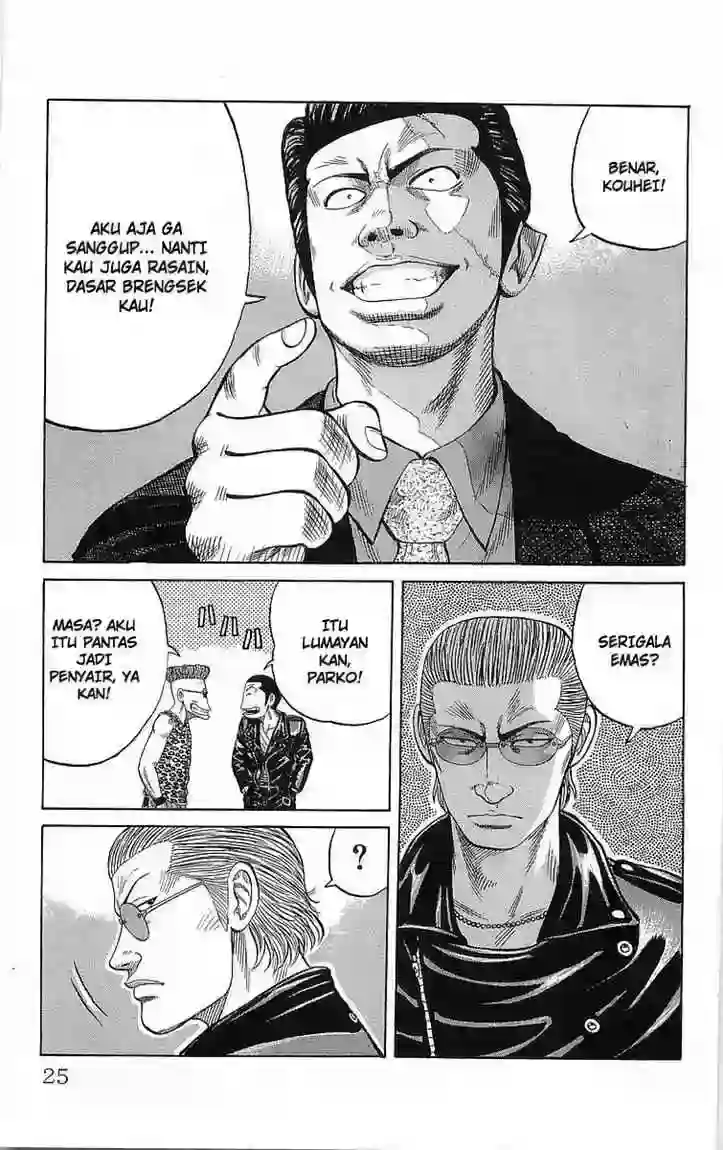 BENAR,
KOUHEI!
AKU AJA GA
SANGGUP... NANTI
KAU JUGA RASAIN,
DASAR BRENGSEK
KAU!
SERIGALA
EMAS?
ITU
LUMAYAN
KAN,
PARKO!
MASA? AKU
ITU PANTAS
JADI
PENYAIR, YA
KAN!
?
25